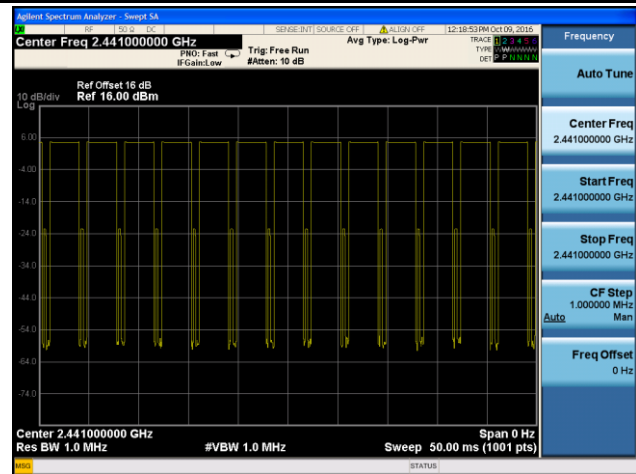 Agilent Spectrum Analyzer - Swept SA
RF 50 Ω DC SENSE:INT SOURCE OFF ALIGN OFF 12:18:53 PM Oct 09, 2016
Center Freq 2.441000000 GHz
PNO: Fast
IFGain:Low
Trig: Free Run
#Atten: 10 dB
Avg Type: Log-Pwr
TRACE 1 2 3 4 5 6
TYPE
DET P P N N N N
Ref Offset 16 dB
10 dB/div Ref 16.00 dBm
Log
6.00
-4.00
-14.0
-24.0
-34.0
-44.0
-54.0
-64.0
-74.0
Center 2.441000000 GHz Span 0 Hz
Res BW 1.0 MHz #VBW 1.0 MHz Sweep 50.00 ms (1001 pts)
MSG STATUS
Frequency
Auto Tune
Center Freq
2.441000000 GHz
Start Freq
2.441000000 GHz
Stop Freq
2.441000000 GHz
CF Step
1.000000 MHz
Auto Man
Freq Offset
0 Hz